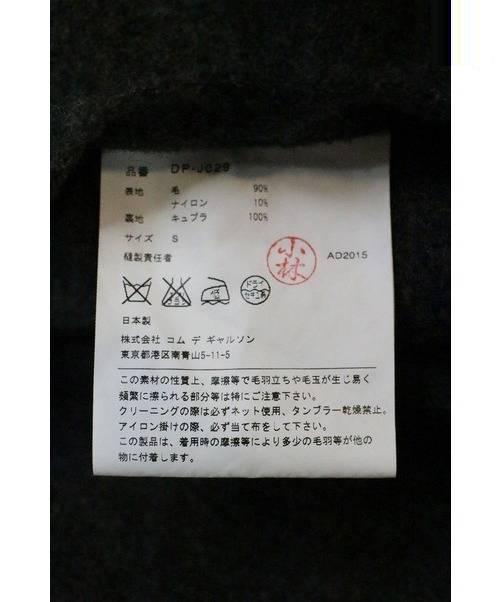 品番 DP-J029
表地 毛 90%
ナイロン 10%
裏地 キュプラ 100%
サイズ S
縫製責任者 小林 AD2015
日本製
株式会社 コム デ ギャルソン
東京都港区南青山5-11-5
この素材の性質上、摩擦等で毛羽立ちや毛玉が生じ易く
頻繁に擦られる部分等は特にご注意下さい。
クリーニングの際は必ずネット使用、タンブラー乾燥禁止。
アイロン掛けの際、必ず当て布をして下さい。
この製品は、着用時の摩擦等により多少の毛羽等が他の
物に付着します。